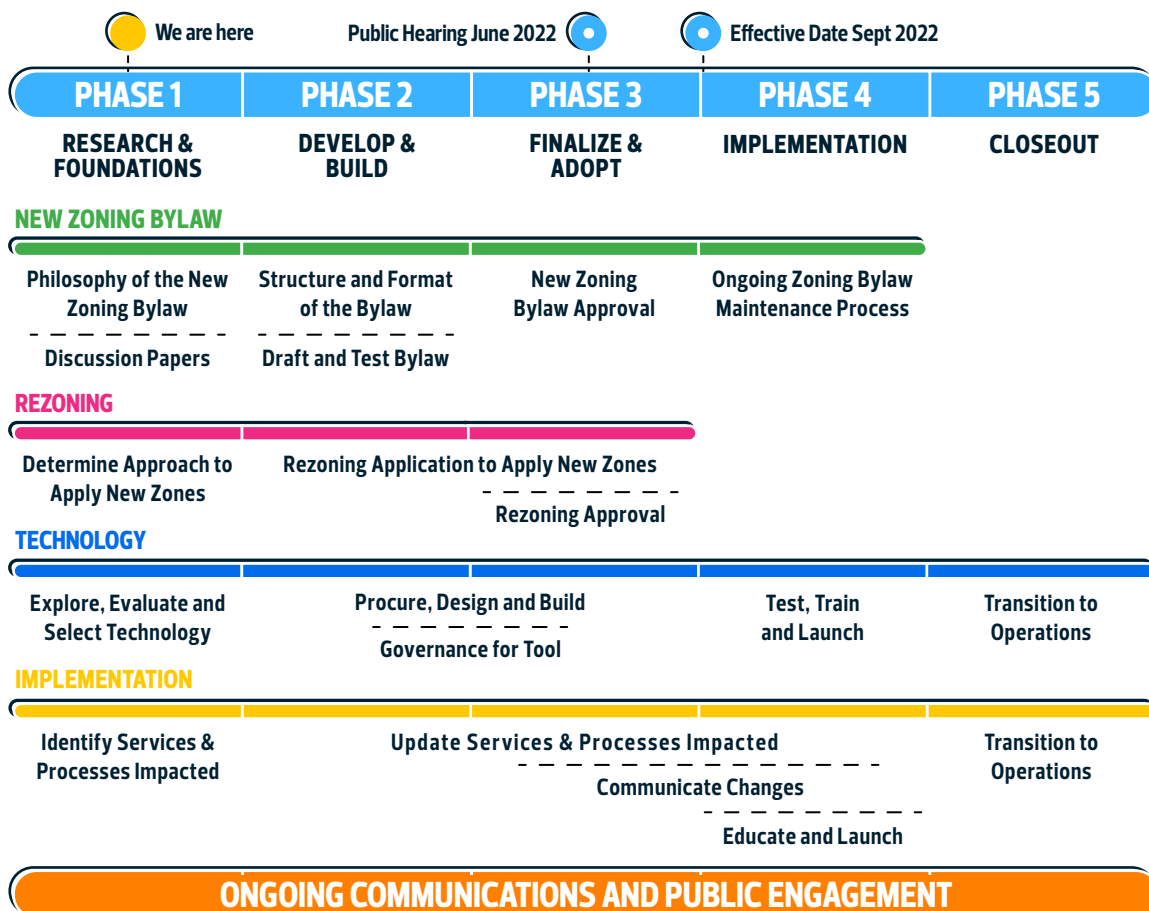 We are here
Public Hearing June 2022
Effective Date Sept 2022
PHASE 1
PHASE 2
PHASE 3
PHASE 4
PHASE 5
RESEARCH &
FOUNDATIONS
DEVELOP &
BUILD
FINALIZE &
ADOPT
IMPLEMENTATION
CLOSEOUT
NEW ZONING BYLAW
Philosophy of the New
Zoning Bylaw
Discussion Papers
Structure and Format
of the Bylaw
Draft and Test Bylaw
New Zoning
Bylaw Approval
Ongoing Zoning Bylaw
Maintenance Process
REZONING
Determine Approach to
Apply New Zones
Rezoning Application to Apply New Zones
Rezoning Approval
TECHNOLOGY
Explore, Evaluate and
Select Technology
Procure, Design and Build
Governance for Tool
Test, Train
and Launch
Transition to
Operations
IMPLEMENTATION
Identify Services &
Processes Impacted
Update Services & Processes Impacted
Communicate Changes
Educate and Launch
Transition to
Operations
ONGOING COMMUNICATIONS AND PUBLIC ENGAGEMENT